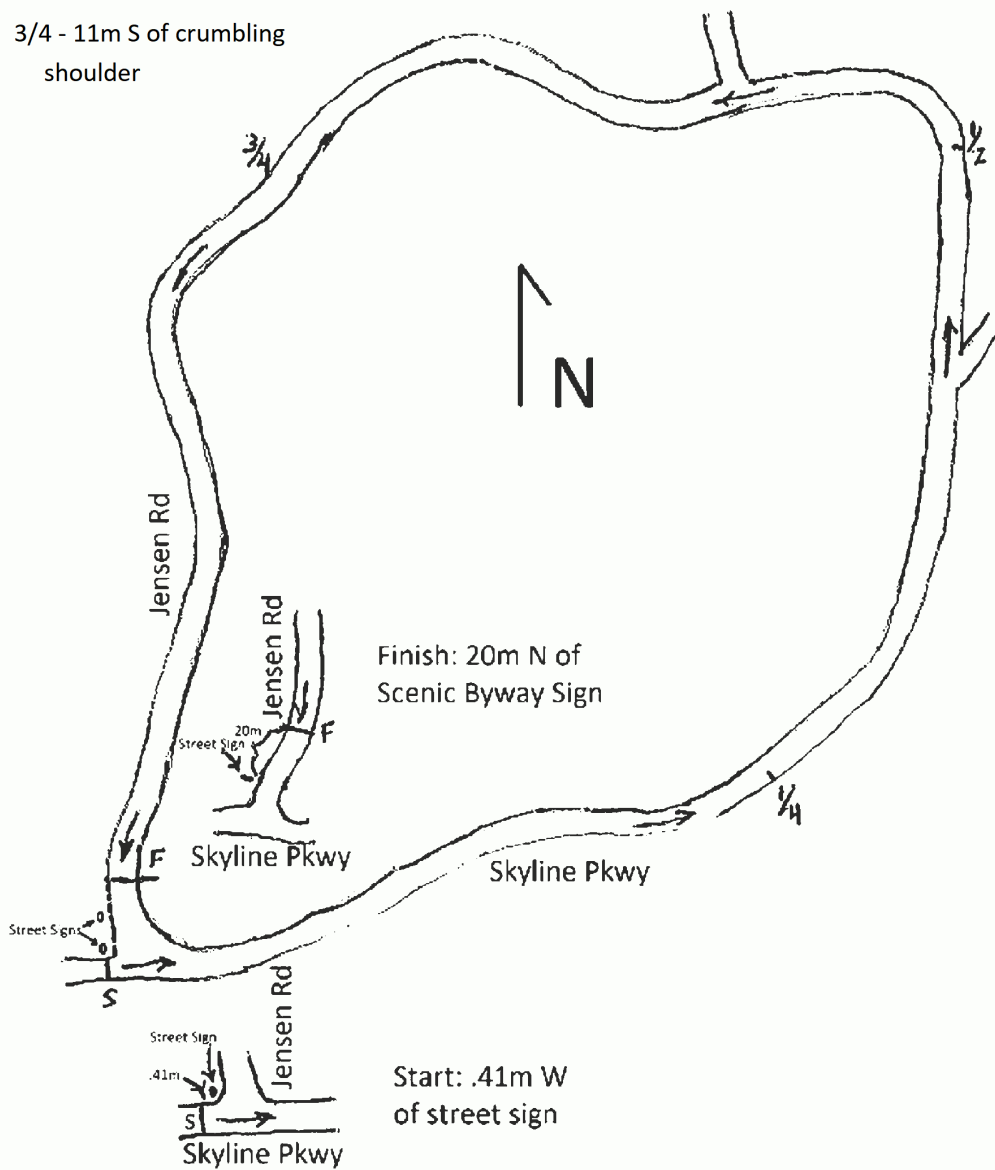 3/4 - 11m S of crumbling
shoulder
3/4
1/2
N
Jensen Rd
Jensen Rd
Finish: 20m N of
Scenic Byway Sign
20m
Street Sign
F
1/4
F
Skyline Pkwy
Skyline Pkwy
Street Signs
S
Jensen Rd
Street Sign
.41m
Start: .41m W
of street sign
S
Skyline Pkwy